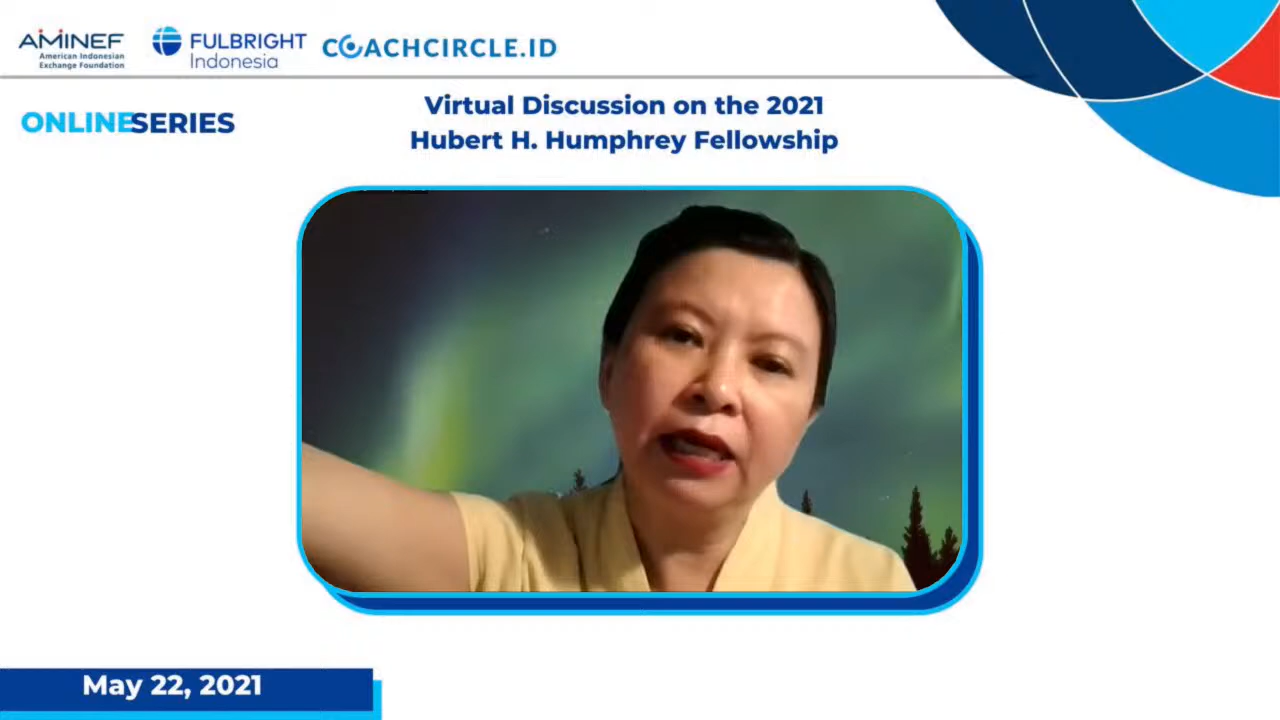 AMINEF
American Indonesian
Exchange Foundation
FULBRIGHT
Indonesia
COACHCIRCLE.ID
ONLINESERIES
Virtual Discussion on the 2021
Hubert H. Humphrey Fellowship
May 22, 2021